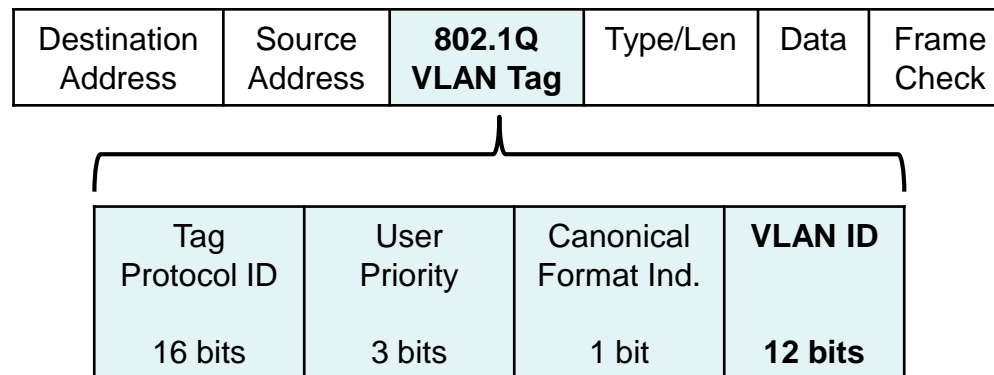 Destination Address
Source Address
802.1Q VLAN Tag
Type/Len
Data
Frame Check
Tag Protocol ID
16 bits
User Priority
3 bits
Canonical Format Ind.
1 bit
VLAN ID
12 bits